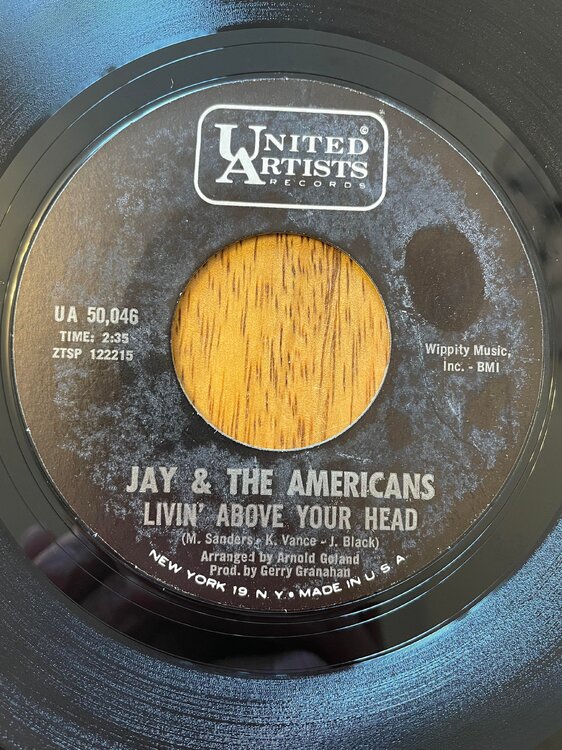 UNITED ©
ARTISTS
RECORDS
UA 50,046
TIME: 2:35
ZTSP 122215
Wippity Music,
Inc. - BMI
JAY & THE AMERICANS
LIVIN' ABOVE YOUR HEAD
(M. Sanders - K. Vance - J. Black)
Arranged by Arnold Goland
Prod. by Gerry Granahan
NEW YORK 19, N. Y. • MADE IN U. S. A.